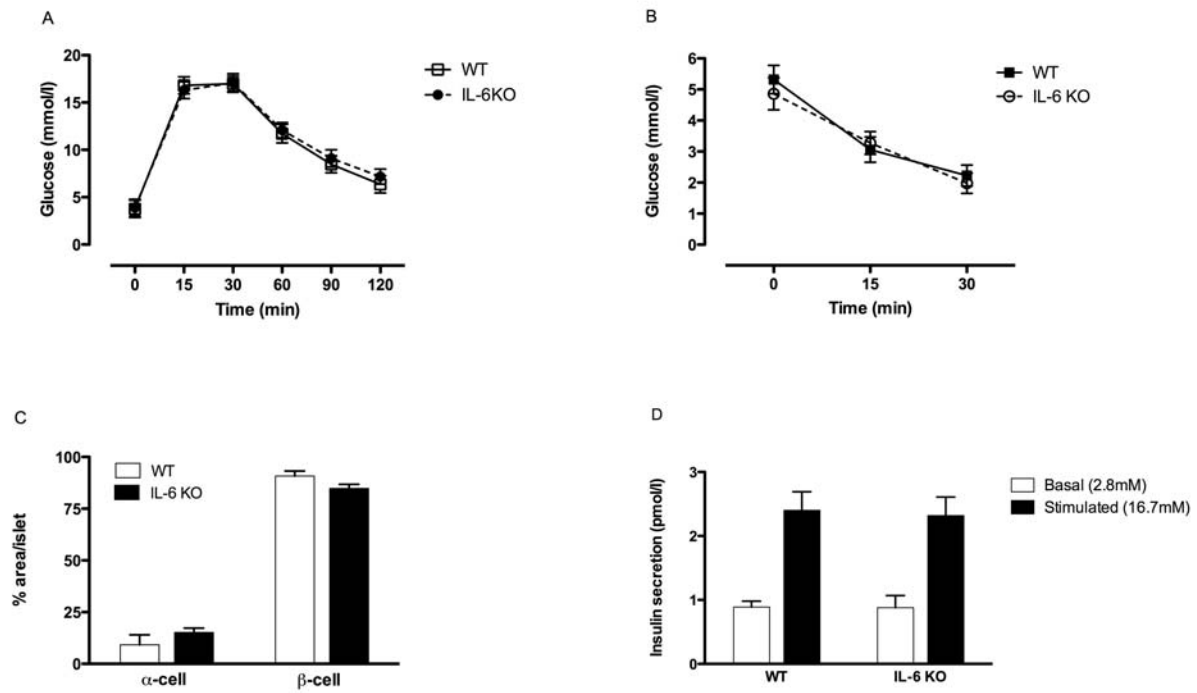 A
Glucose (mmol/l)
20
15
10
5
0
0 15 30 60 90 120
Time (min)
WT
IL-6KO
B
Glucose (mmol/l)
6
5
4
3
2
1
0
0 15 30
Time (min)
WT
IL-6 KO
C
% area/islet
100
75
50
25
0
α-cell β-cell
WT
IL-6 KO
D
Insulin secretion (pmol/l)
3
2
1
0
WT IL-6 KO
Basal (2.8mM)
Stimulated (16.7mM)